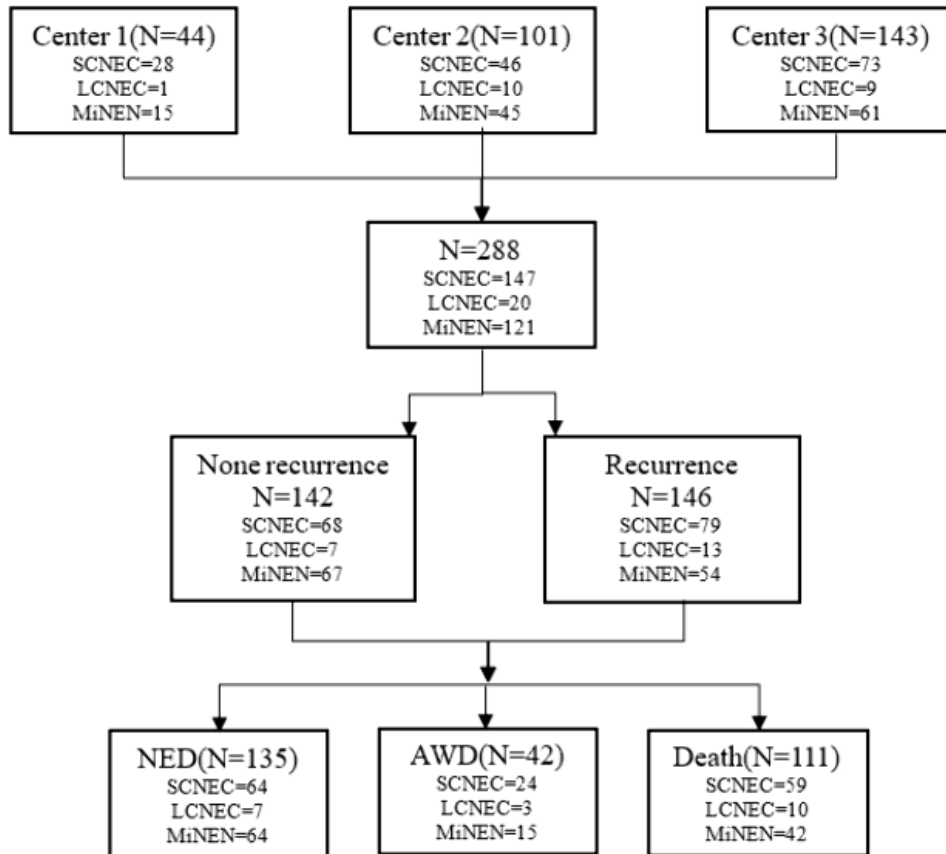 Center 1(N=44)
SCNEC=28
LCNEC=1
MiNEN=15
Center 2(N=101)
SCNEC=46
LCNEC=10
MiNEN=45
Center 3(N=143)
SCNEC=73
LCNEC=9
MiNEN=61
N=288
SCNEC=147
LCNEC=20
MiNEN=121
None recurrence
N=142
SCNEC=68
LCNEC=7
MiNEN=67
Recurrence
N=146
SCNEC=79
LCNEC=13
MiNEN=54
NED(N=135)
SCNEC=64
LCNEC=7
MiNEN=64
AWD(N=42)
SCNEC=24
LCNEC=3
MiNEN=15
Death(N=111)
SCNEC=59
LCNEC=10
MiNEN=42